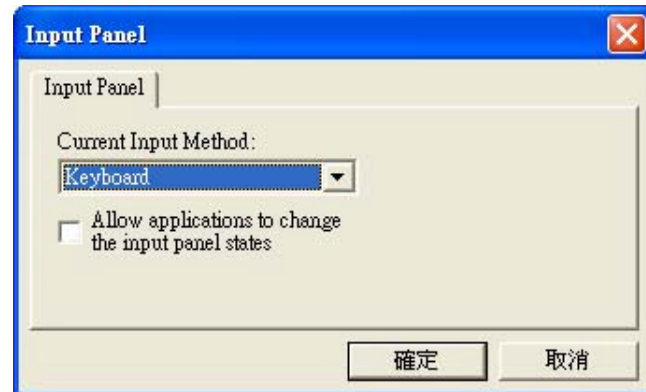 Input Panel
Input Panel
Current Input Method:
Keyboard
Allow applications to change
the input panel states
確定
取消